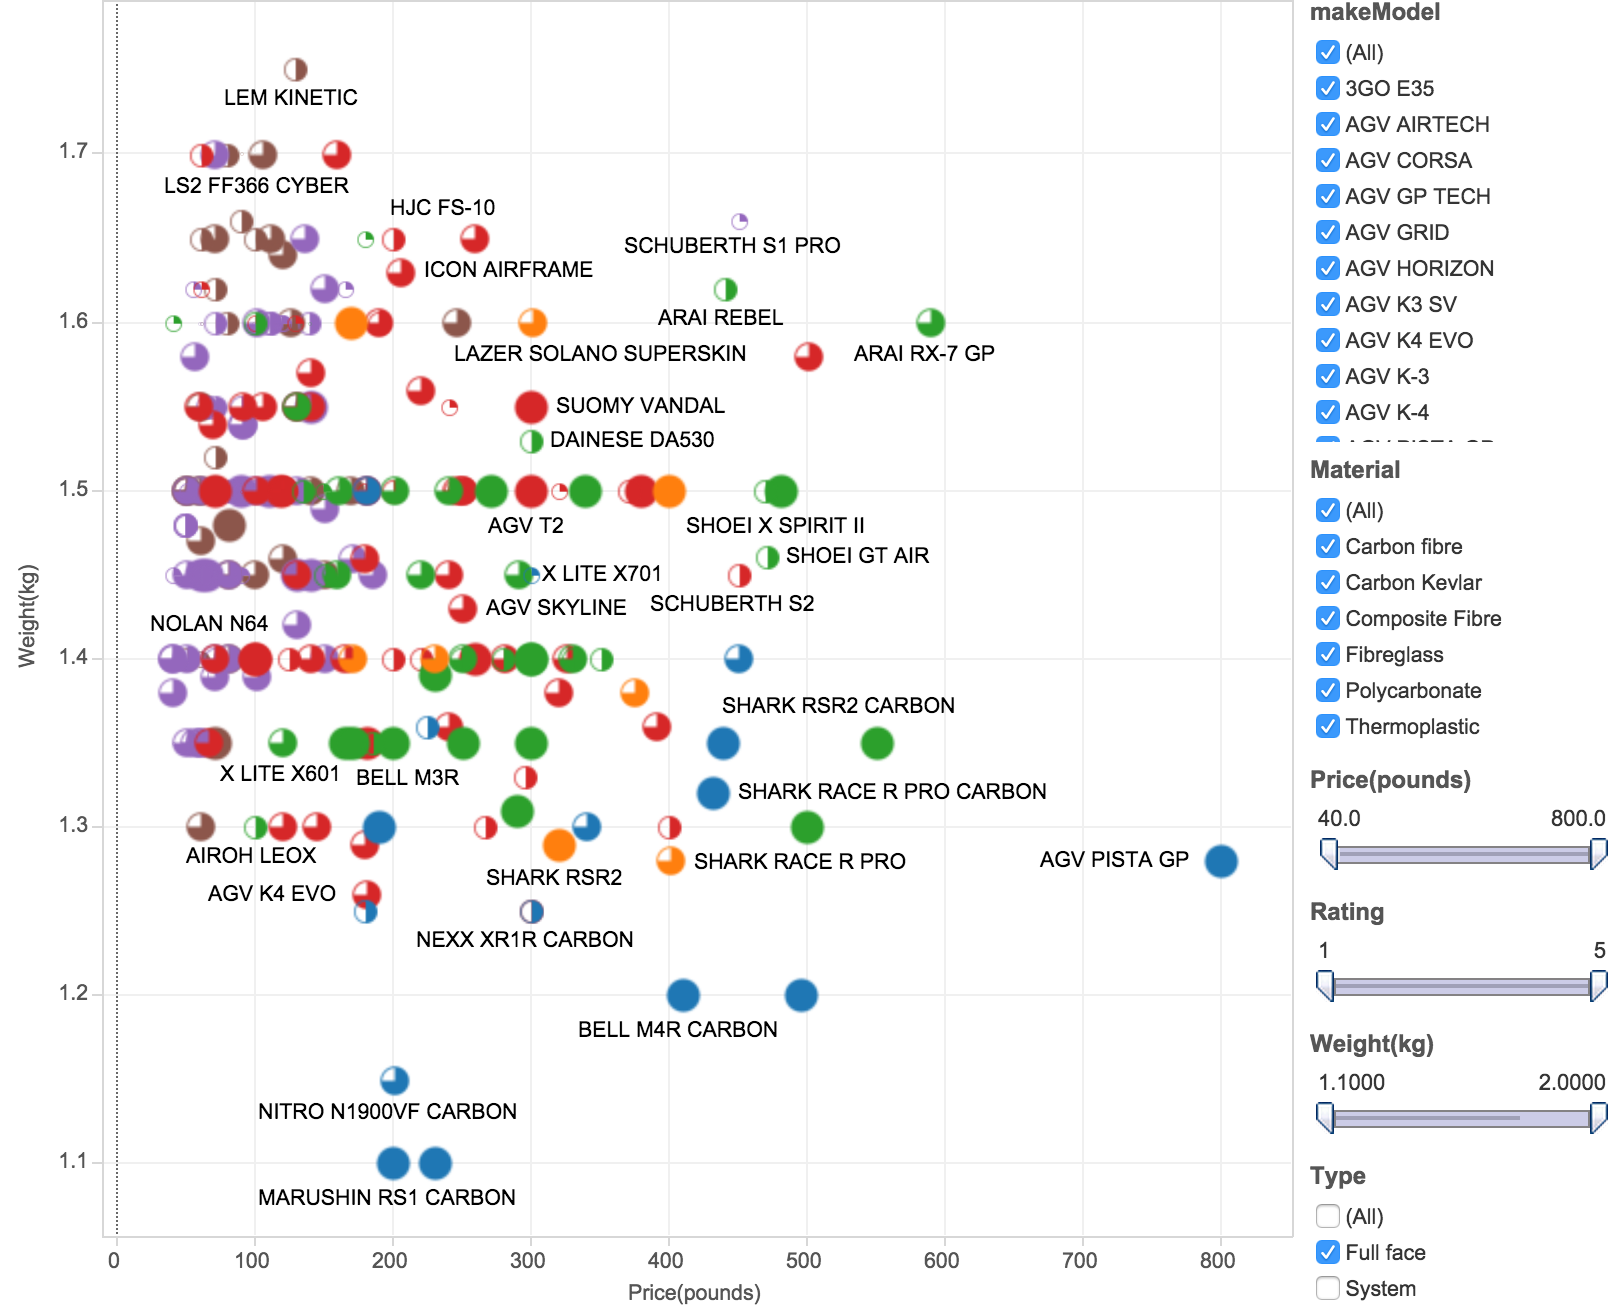 makeModel
(All)
3GO E35
AGV AIRTECH
AGV CORSA
AGV GP TECH
AGV GRID
AGV HORIZON
AGV K3 SV
AGV K4 EVO
AGV K-3
AGV K-4
Material
(All)
Carbon fibre
Carbon Kevlar
Composite Fibre
Fibreglass
Polycarbonate
Thermoplastic
Price(pounds)
40.0 800.0
Rating
1 5
Weight(kg)
1.1000 2.0000
Type
(All)
Full face
System
LEM KINETIC
1.7
LS2 FF366 CYBER
HJC FS-10
SCHUBERTH S1 PRO
ICON AIRFRAME
ARAI REBEL
1.6
LAZER SOLANO SUPERSKIN
ARAI RX-7 GP
SUOMY VANDAL
DAINESE DA530
1.5
AGV T2
SHOEI X SPIRIT II
SHOEI GT AIR
X LITE X701
SCHUBERTH S2
AGV SKYLINE
NOLAN N64
1.4
SHARK RSR2 CARBON
X LITE X601
BELL M3R
SHARK RACE R PRO CARBON
1.3
AIROH LEOX
SHARK RSR2
SHARK RACE R PRO
AGV PISTA GP
AGV K4 EVO
NEXX XR1R CARBON
1.2
BELL M4R CARBON
NITRO N1900VF CARBON
1.1
MARUSHIN RS1 CARBON
Weight(kg)
0 100 200 300 400 500 600 700 800
Price(pounds)